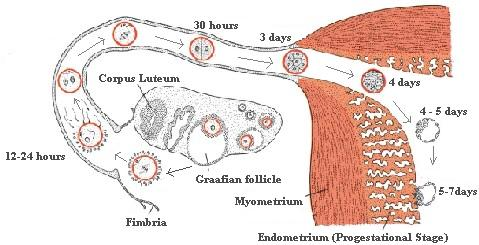 30 hours
3 days
Corpus Luteum
4 days
4 - 5 days
12-24 hours
Graafian follicle
5-7days
Myometrium
Fimbria
Endometrium (Progestational Stage)